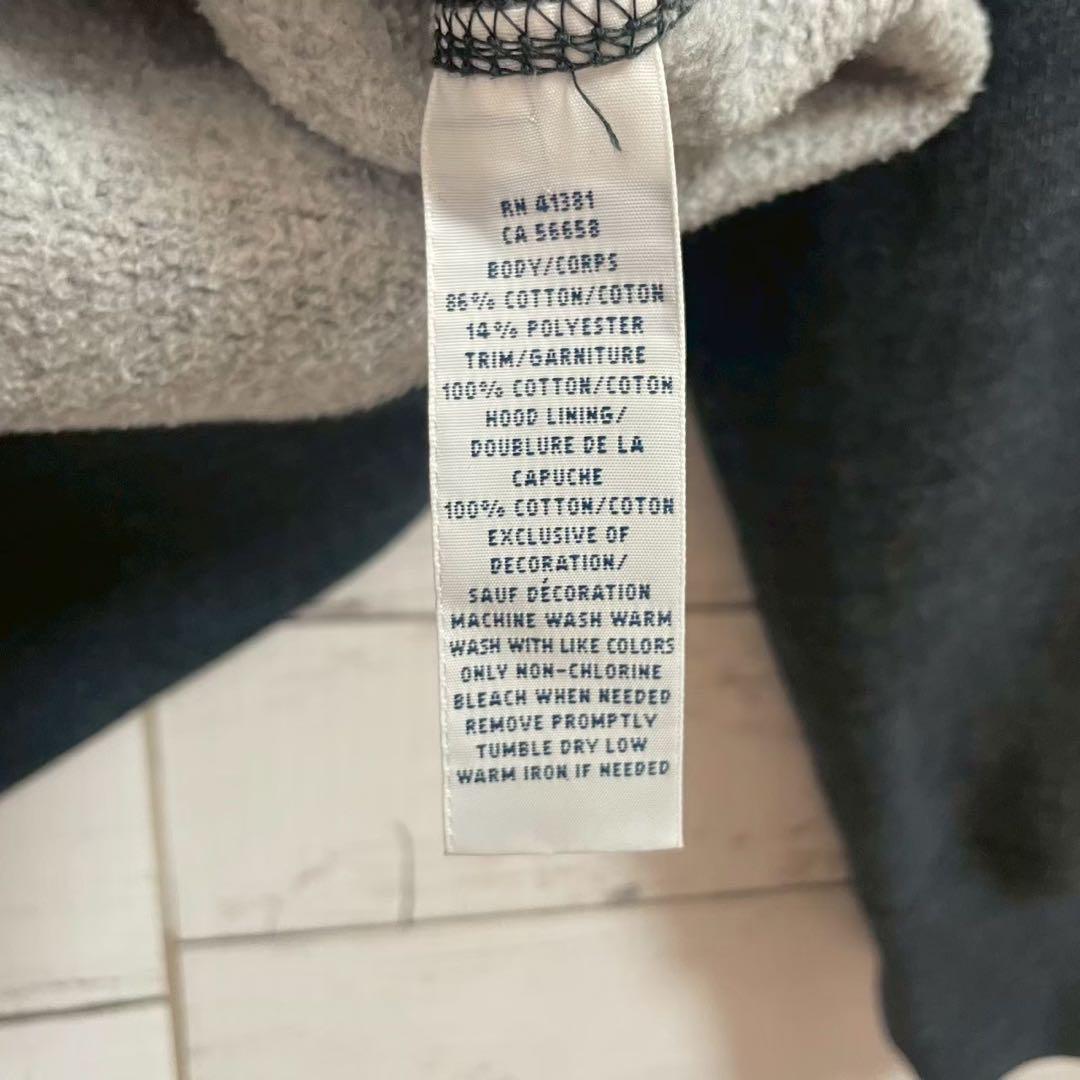 RN 41381
CA 56658
BODY/CORPS
86% COTTON/COTON
14% POLYESTER
TRIM/GARNITURE
100% COTTON/COTON
HOOD LINING/
DOUBLURE DE LA
CAPUCHE
100% COTTON/COTON
EXCLUSIVE OF
DECORATION/
SAUF DÉCORATION
MACHINE WASH WARM
WASH WITH LIKE COLORS
ONLY NON-CHLORINE
BLEACH WHEN NEEDED
REMOVE PROMPTLY
TUMBLE DRY LOW
WARM IRON IF NEEDED